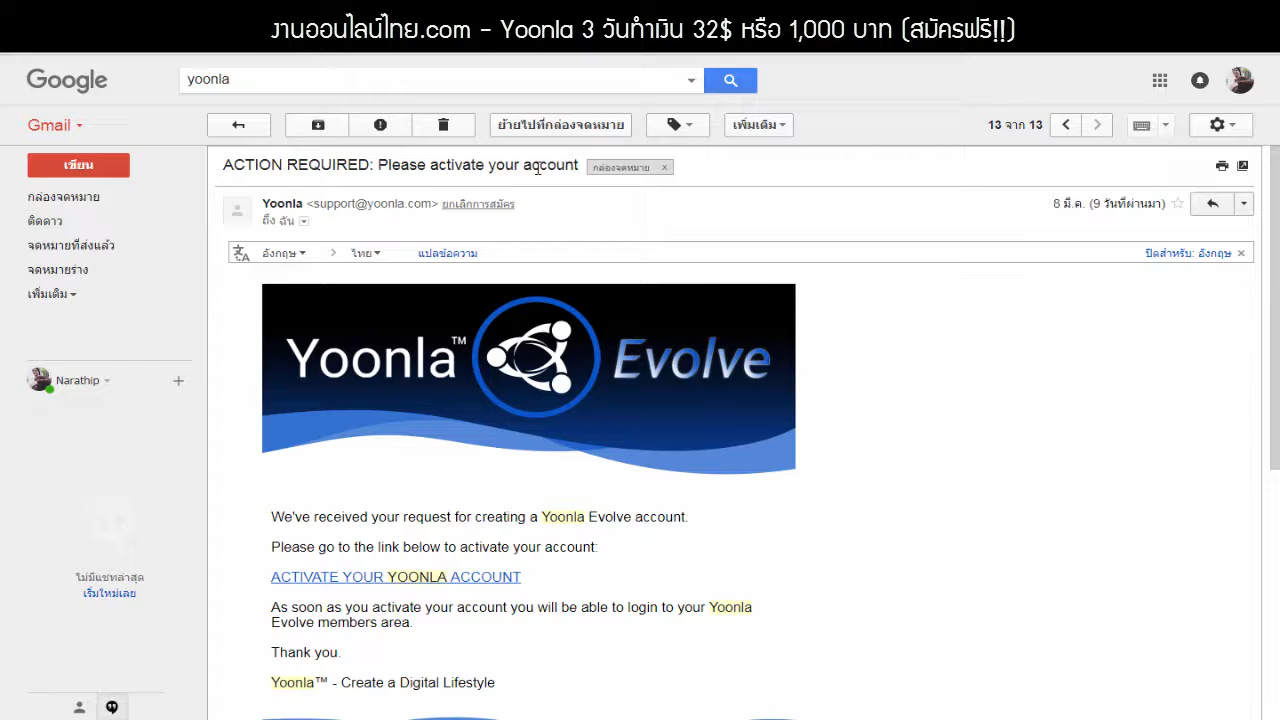 งานออนไลน์ไทย.com - Yoonla 3 วันทำเงิน 32$ หรือ 1,000 บาท (สมัครฟรี!!)
Google
yoonla
Gmail
ย้ายไปที่กล่องจดหมาย
เพิ่มเติม
13 จาก 13
เขียน
ACTION REQUIRED: Please activate your account
กล่องจดหมาย x
กล่องจดหมาย
ติดดาว
จดหมายที่ส่งแล้ว
จดหมายร่าง
เพิ่มเติม
Yoonla <support@yoonla.com> ยกเลิกการสมัคร
8 มี.ค. (9 วันที่ผ่านมา)
ถึง ฉัน
อังกฤษ > ไทย แปลข้อความ
ปิดสำหรับ: อังกฤษ x
Yoonla™ Evolve
Narathip
We've received your request for creating a Yoonla Evolve account.
Please go to the link below to activate your account:
ACTIVATE YOUR YOONLA ACCOUNT
As soon as you activate your account you will be able to login to your Yoonla
Evolve members area.
Thank you.
Yoonla™ - Create a Digital Lifestyle
ไม่มีแชทล่าสุด
เริ่มใหม่เลย